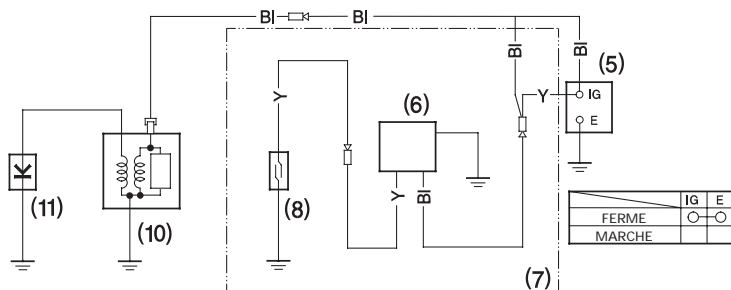 Bl Bl
Bl Bl
(5)
Y
IG
(6)
Y
E
(8)
Y Bl
(11)
(10)
(7)
IG E
FERME
MARCHE